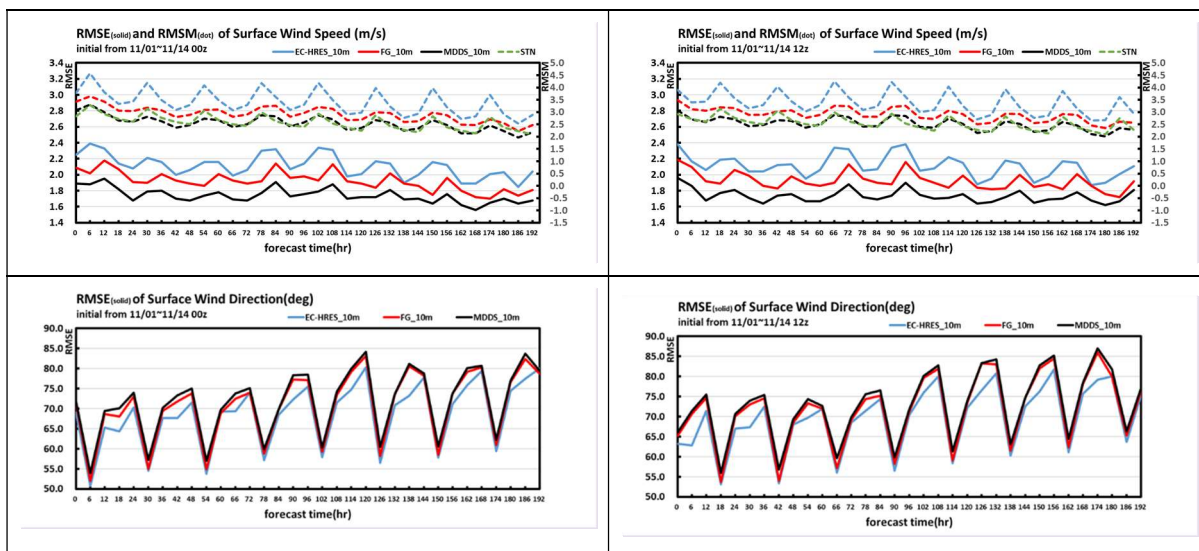 RMSE(solid) and RMSM(dot) of Surface Wind Speed (m/s)
initial from 11/01~11/14 00z
EC-HRES_10m FG_10m MDDS_10m STN
RMSE
RMSM
3.4 5.0
3.2 4.5
4.0
3.0 3.5
2.8 3.0
2.5
2.6 2.0
2.4 1.5
2.2 1.0
0.5
2.0 0.0
1.8 -0.5
1.6 -1.0
1.4 -1.5
0 6 12 18 24 30 36 42 48 54 60 66 72 78 84 90 96 102 108 114 120 126 132 138 144 150 156 162 168 174 180 186 192
forecast time(hr)
RMSE(solid) and RMSM(dot) of Surface Wind Speed (m/s)
initial from 11/01~11/14 12z
EC-HRES_10m FG_10m MDDS_10m STN
RMSE
RMSM
3.4 5.0
3.2 4.5
4.0
3.0 3.5
2.8 3.0
2.5
2.6 2.0
2.4 1.5
2.2 1.0
0.5
2.0 0.0
1.8 -0.5
1.6 -1.0
1.4 -1.5
0 6 12 18 24 30 36 42 48 54 60 66 72 78 84 90 96 102 108 114 120 126 132 138 144 150 156 162 168 174 180 186 192
forecast time(hr)
RMSE(solid) of Surface Wind Direction(deg)
initial from 11/01~11/14 00z
EC-HRES_10m FG_10m MDDS_10m
RMSE
90.0
85.0
80.0
75.0
70.0
65.0
60.0
55.0
50.0
0 6 12 18 24 30 36 42 48 54 60 66 72 78 84 90 96 102 108 114 120 126 132 138 144 150 156 162 168 174 180 186 192
forecast time(hr)
RMSE(solid) of Surface Wind Direction(deg)
initial from 11/01~11/14 12z
EC-HRES_10m FG_10m MDDS_10m
RMSE
90.0
85.0
80.0
75.0
70.0
65.0
60.0
55.0
50.0
0 6 12 18 24 30 36 42 48 54 60 66 72 78 84 90 96 102 108 114 120 126 132 138 144 150 156 162 168 174 180 186 192
forecast time(hr)